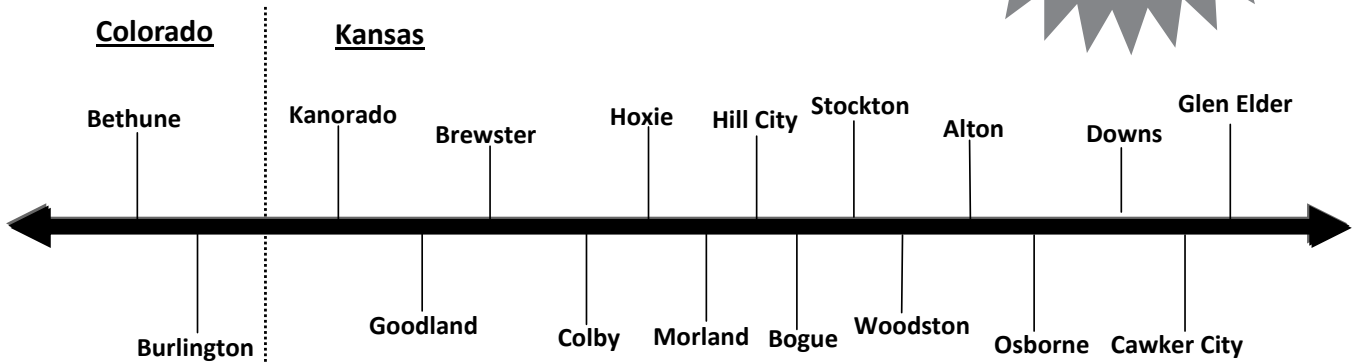 Colorado
Kansas
Bethune
Kanorado
Brewster
Hoxie
Hill City
Stockton
Alton
Downs
Glen Elder
Burlington
Goodland
Colby
Morland
Bogue
Woodston
Osborne
Cawker City